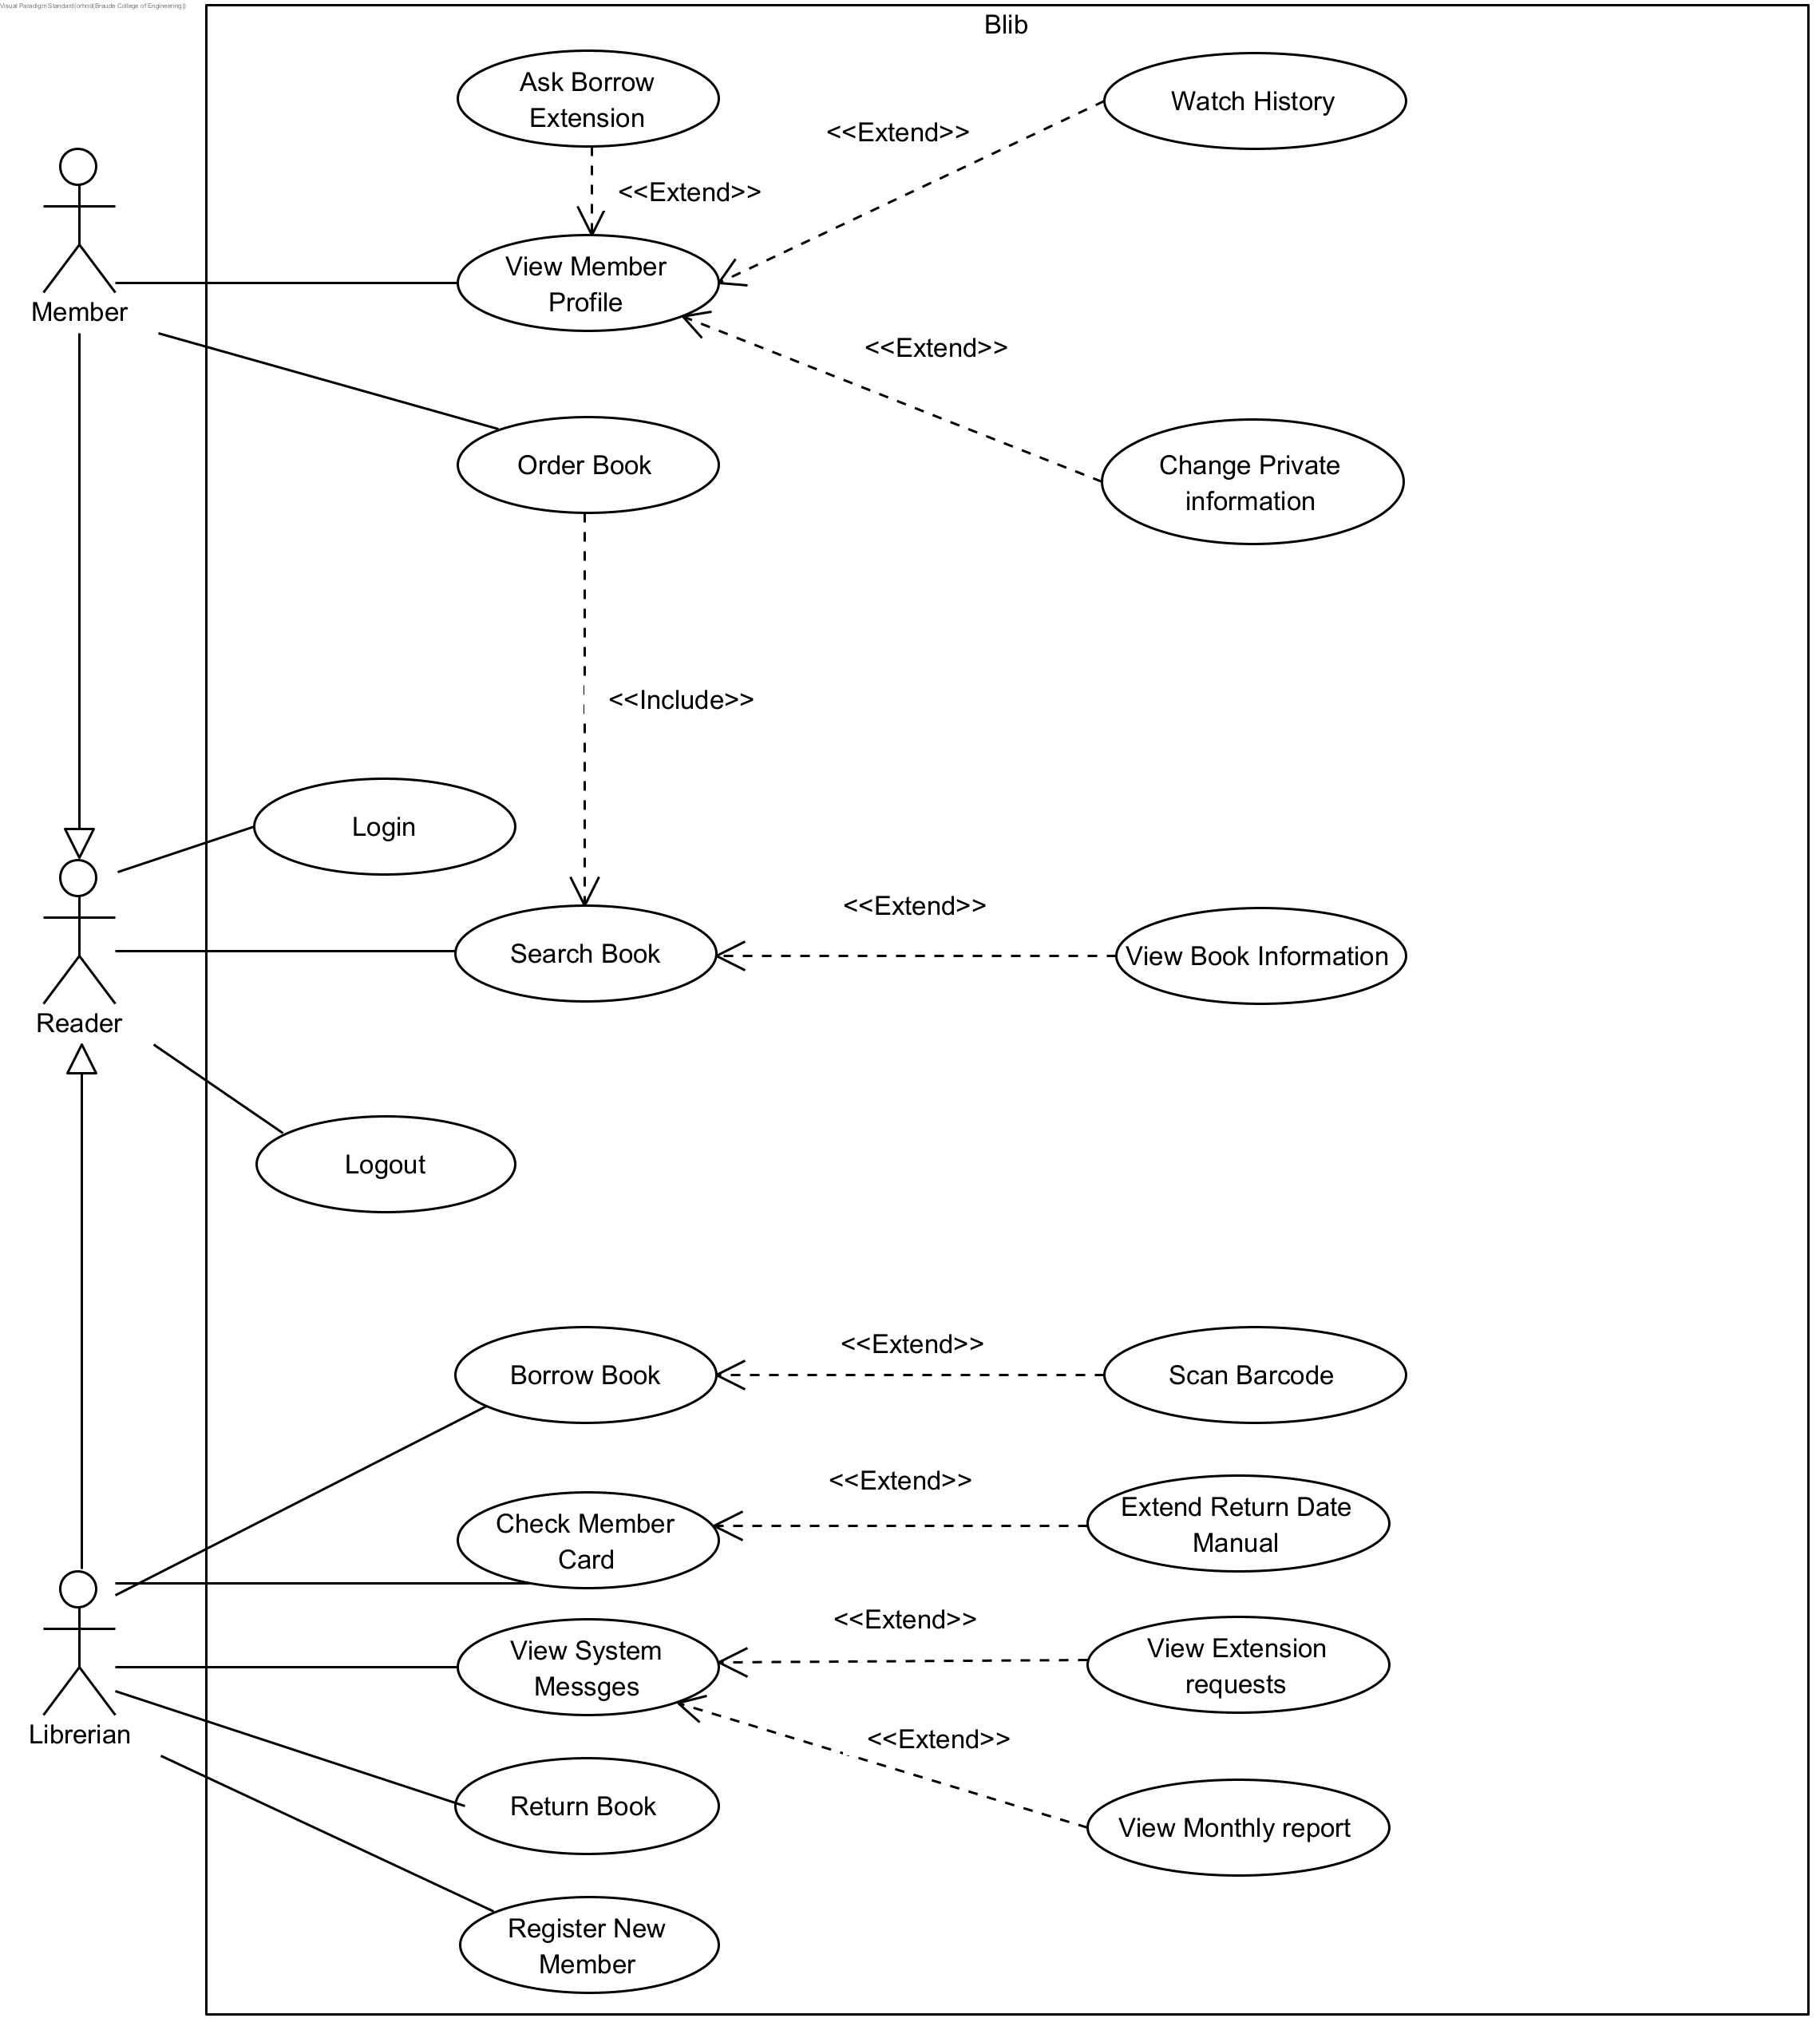 Visual Paradigm Standard(orhod(Braude College of Engineering))
Blib
Ask Borrow
Extension
Watch History
<<Extend>>
<<Extend>>
View Member
Profile
Member
<<Extend>>
Order Book
Change Private
information
<<Include>>
Login
<<Extend>>
Search Book
View Book Information
Reader
Logout
<<Extend>>
Borrow Book
Scan Barcode
<<Extend>>
Check Member
Card
Extend Return Date
Manual
<<Extend>>
View System
Messges
View Extension
requests
Librerian
<<Extend>>
Return Book
View Monthly report
Register New
Member